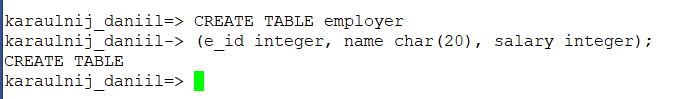 karaulnij_daniil=> CREATE TABLE employer
karaulnij_daniil-> (e_id integer, name char(20), salary integer);
CREATE TABLE
karaulnij_daniil=>